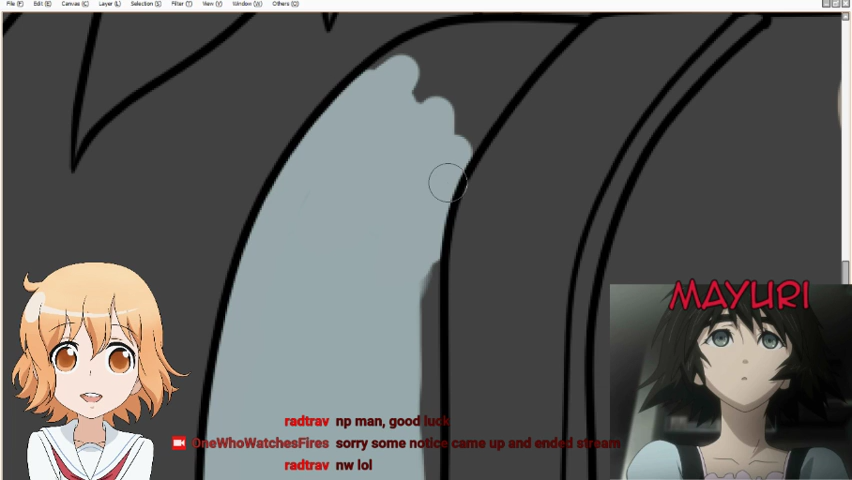 File (F) Edit (E) Canvas (C) Layer (L) Selection (S) Filter (T) View (V) Window (W) Others (O)
MAYURI
radtrav np man, good luck
OneWhoWatchesFires sorry some notice came up and ended stream
radtrav nw lol